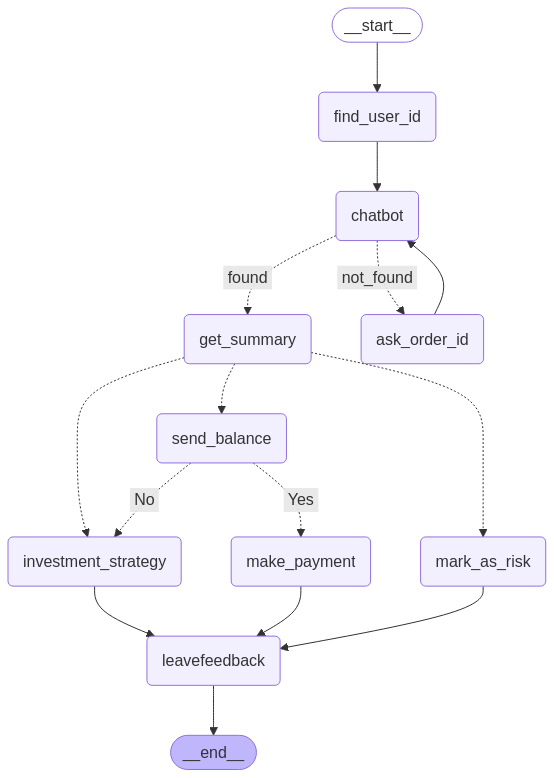 __start__
find_user_id
chatbot
found
not_found
get_summary
ask_order_id
send_balance
No
Yes
investment_strategy
make_payment
mark_as_risk
leavefeedback
__end__